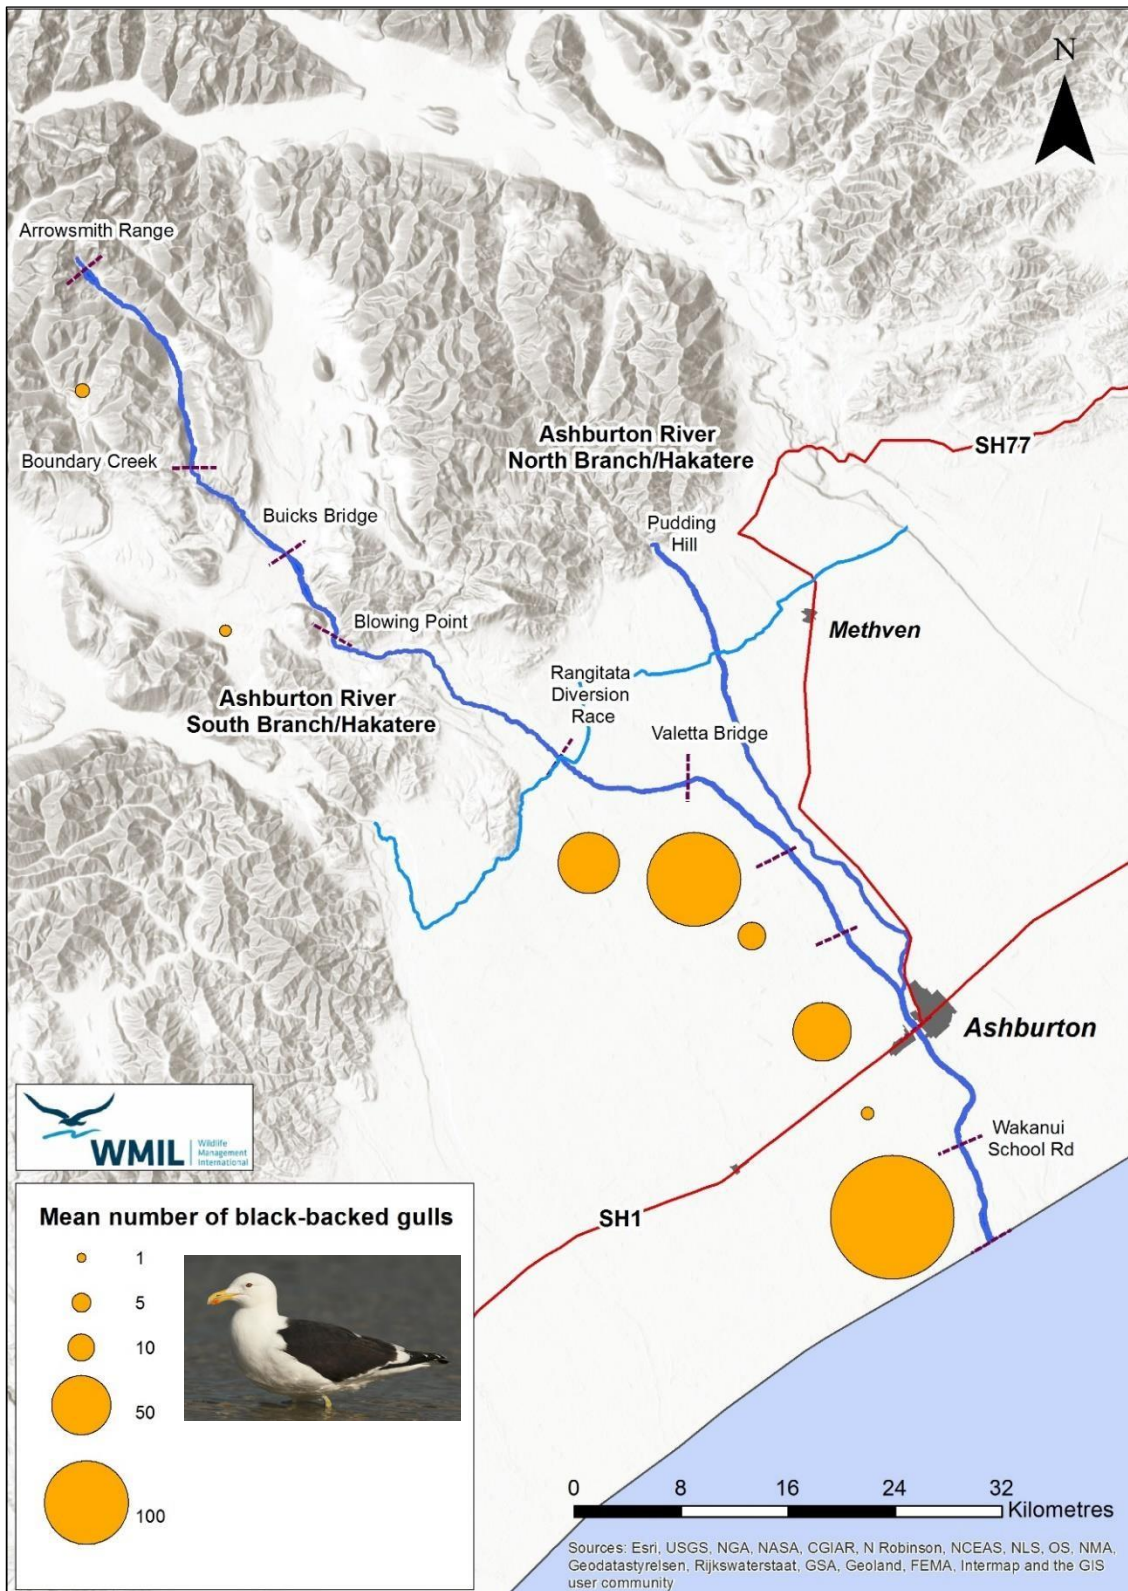 N
Arrowsmith Range
Boundary Creek
Buicks Bridge
Blowing Point
Ashburton River
South Branch/Hakatere
Ashburton River
North Branch/Hakatere
SH77
Pudding
Hill
Methven
Rangitata
Diversion
Race
Valetta Bridge
Ashburton
Wakanui
School Rd
SH1
WMIL
Wildlife
Management
International
Mean number of black-backed gulls
1
5
10
50
100
0 8 16 24 32
Kilometres
Sources: Esri, USGS, NGA, NASA, CGIAR, N Robinson, NCEAS, NLS, OS, NMA,
Geodatastyrelsen, Rijkswaterstaat, GSA, Geoland, FEMA, Intermap and the GIS
user community